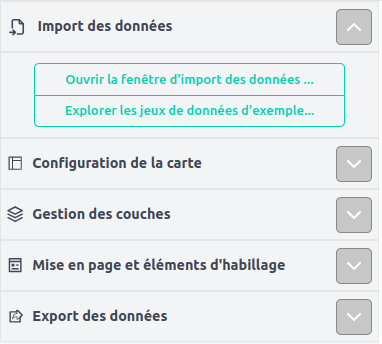 Import des données
Ouvrir la fenêtre d'import des données ...
Explorer les jeux de données d'exemple...
Configuration de la carte
Gestion des couches
Mise en page et éléments d'habillage
Export des données